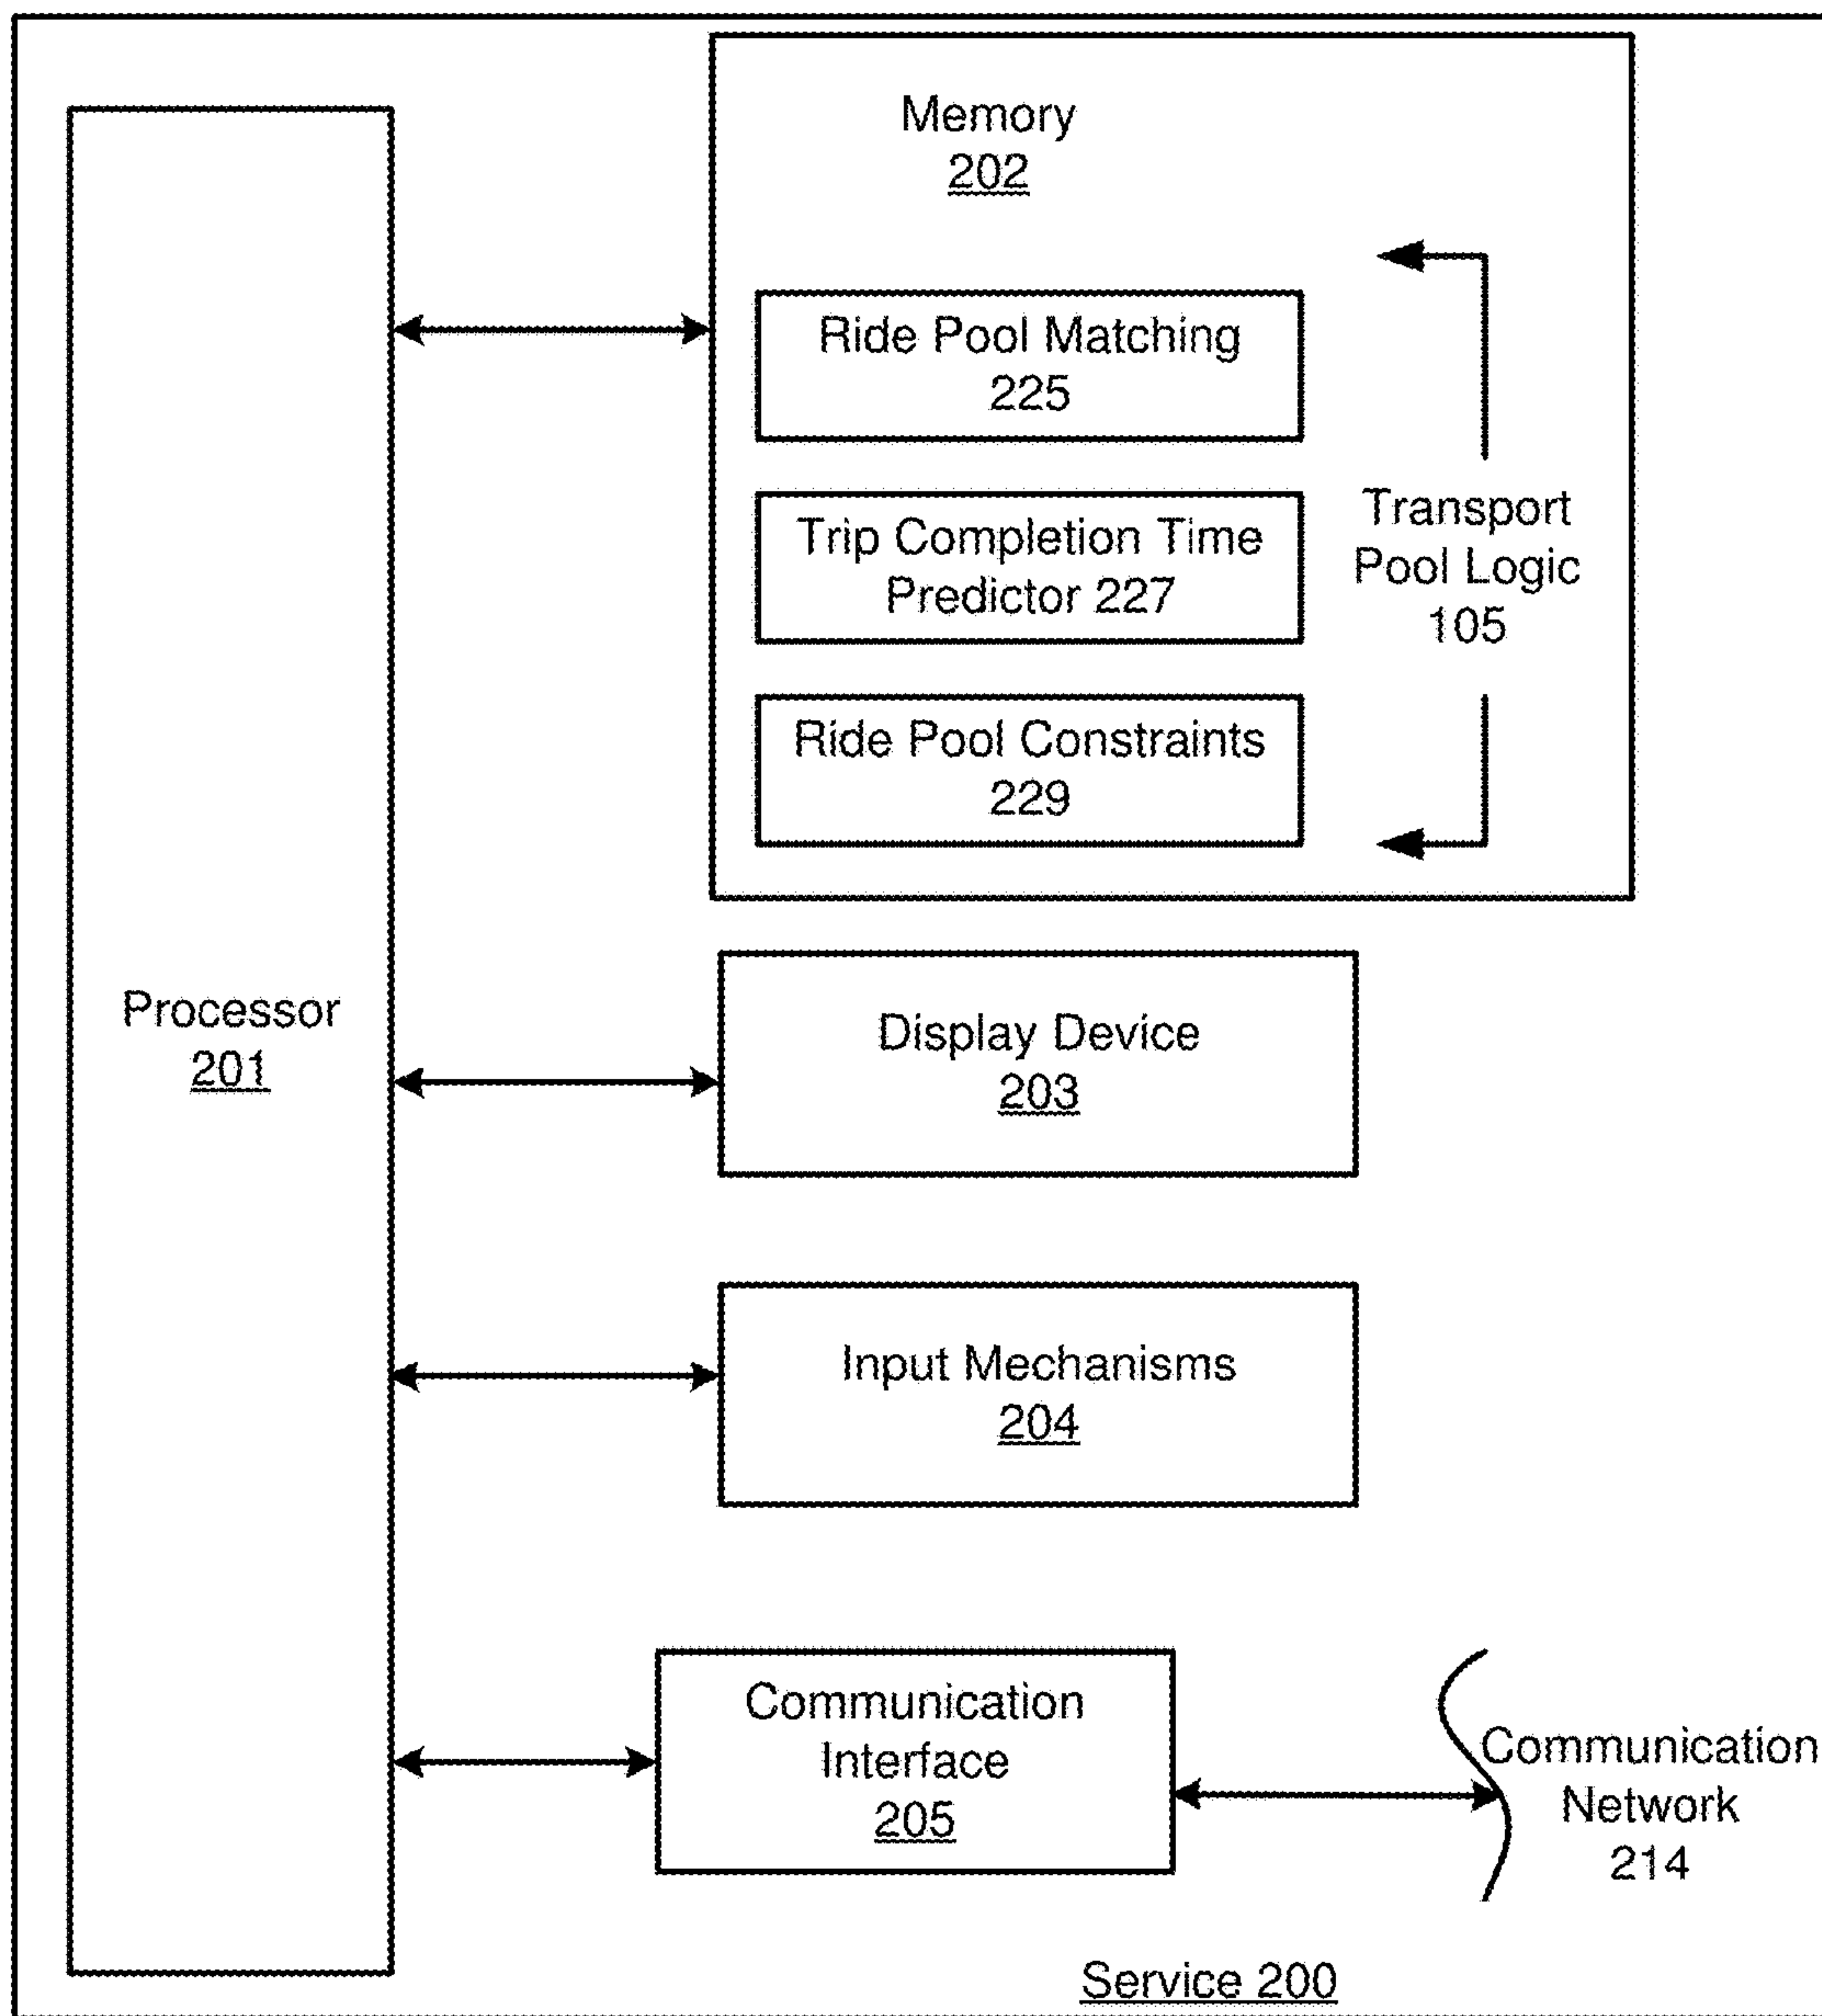 Memory
202
Ride Pool Matching
225
Trip Completion Time
Predictor 227
Ride Pool Constraints
229
Transport
Pool Logic
105
Processor
201
Display Device
203
Input Mechanisms
204
Communication
Interface
205
Communication
Network
214
Service 200